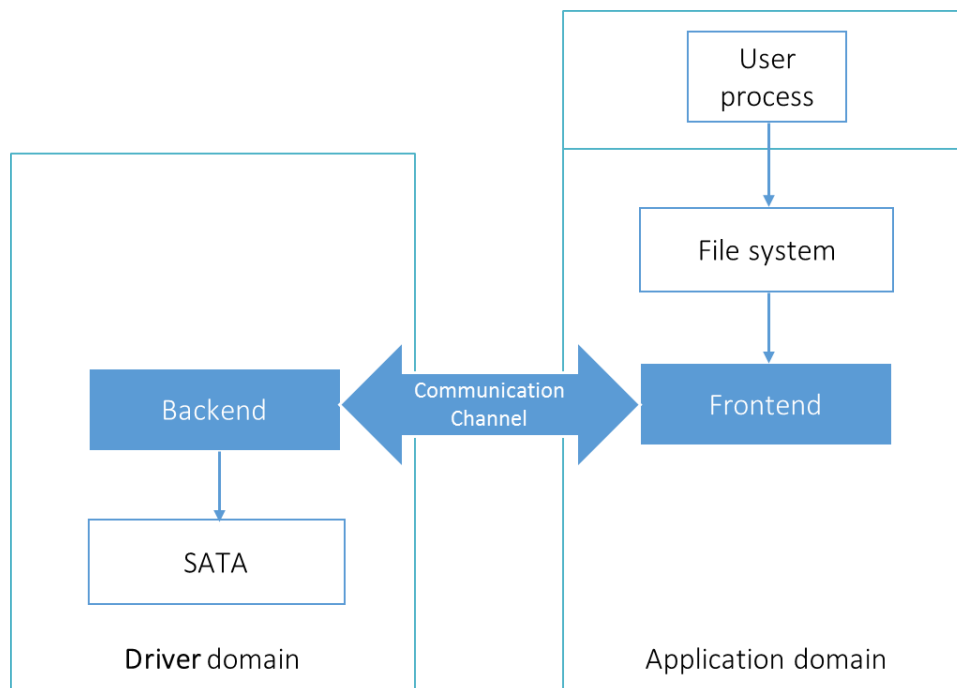 User
process
File system
Communication
Channel
Backend
Frontend
SATA
Driver domain
Application domain